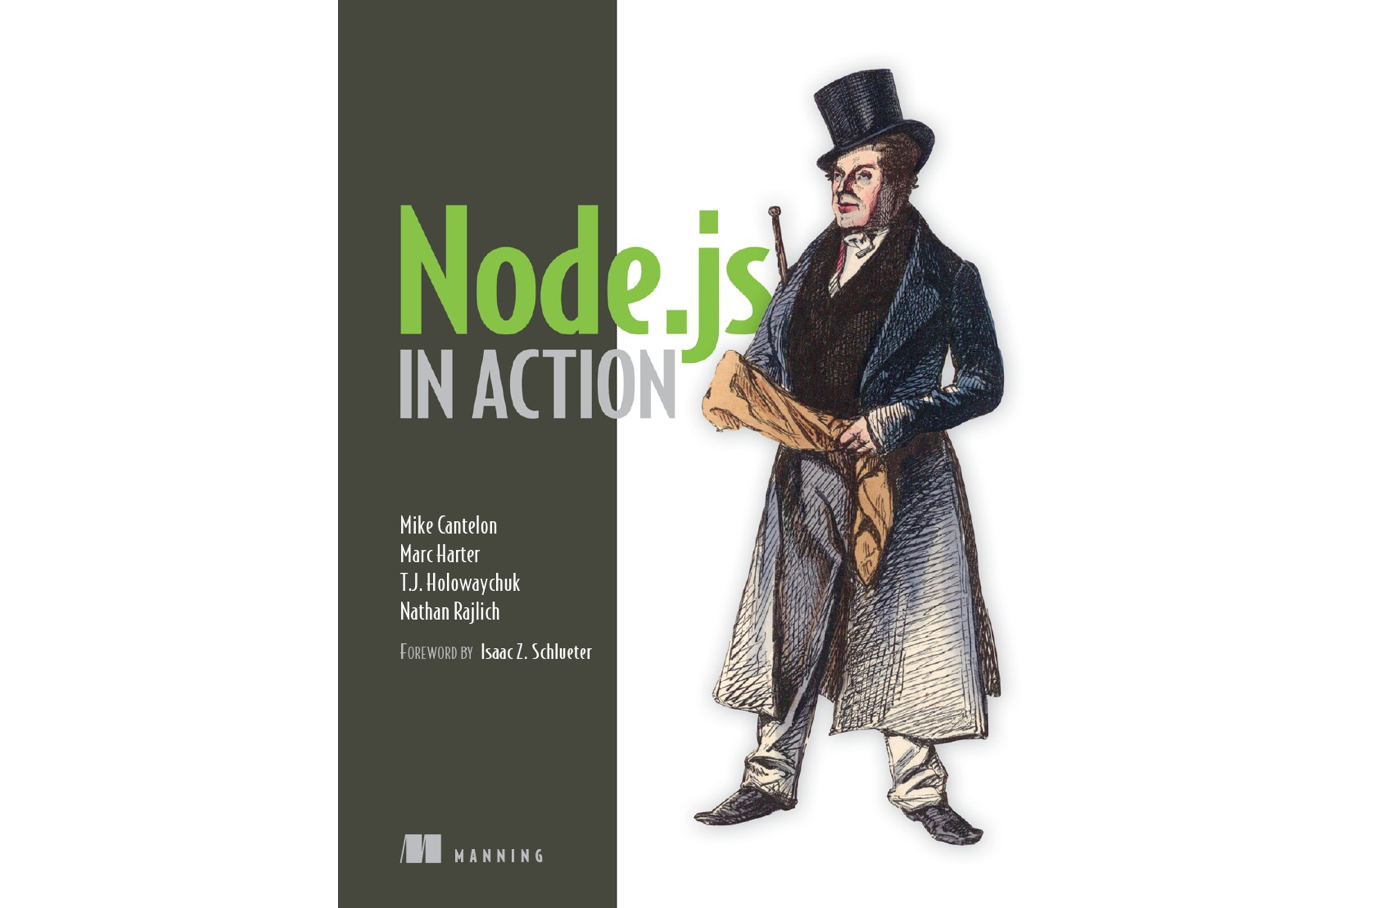 Node.js
IN ACTION
Mike Cantelon
Marc Harter
T.J. Holowaychuk
Nathan Rajlich
FOREWORD BY Isaac Z. Schlueter
MANNING